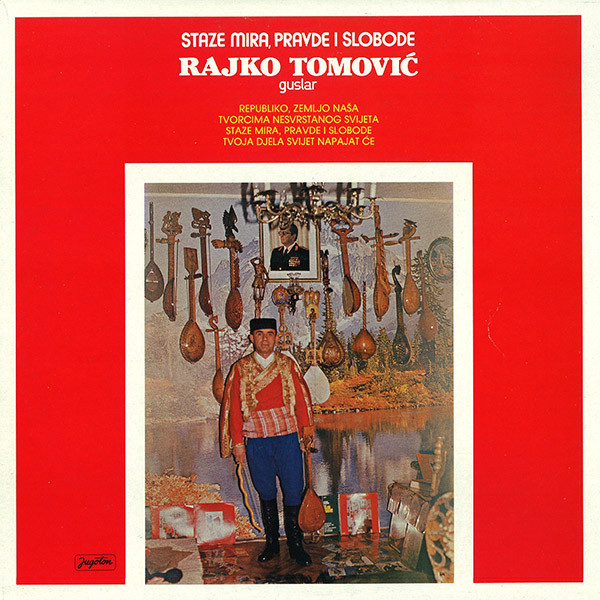 STAZE MIRA, PRAVDE I SLOBODE
RAJKO TOMOVIĆ
guslar
REPUBLIKO, ZEMLJO NAŠA
TVORCIMA NESVRSTANOG SVIJETA
STAZE MIRA, PRAVDE I SLOBODE
TVOJA DJELA SVIJET NAPAJAT ĆE
Jugoton